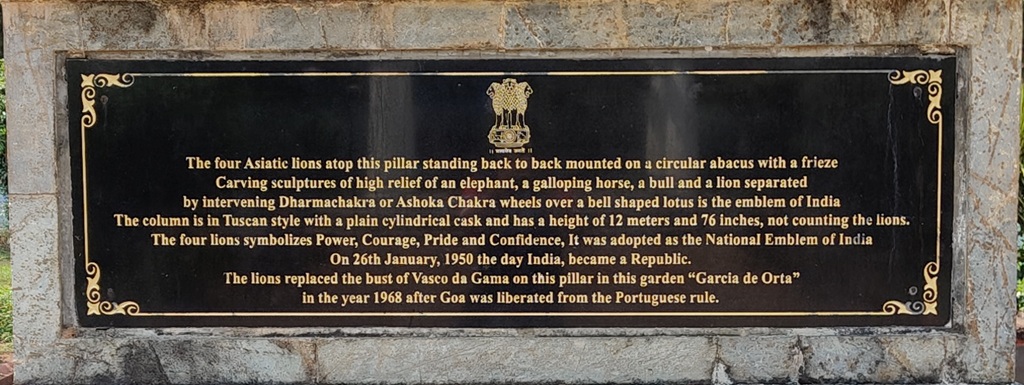 The four Asiatic lions atop this pillar standing back to back mounted on a circular abacus with a frieze
Carving sculptures of high relief of an elephant, a galloping horse, a bull and a lion separated
by intervening Dharmachakra or Ashoka Chakra wheels over a bell shaped lotus is the emblem of India
The column is in Tuscan style with a plain cylindrical cask and has a height of 12 meters and 76 inches, not counting the lions.
The four lions symbolizes Power, Courage, Pride and Confidence, It was adopted as the National Emblem of India
On 26th January, 1950 the day India, became a Republic.
The lions replaced the bust of Vasco da Gama on this pillar in this garden “Garcia de Orta”
in the year 1968 after Goa was liberated from the Portuguese rule.